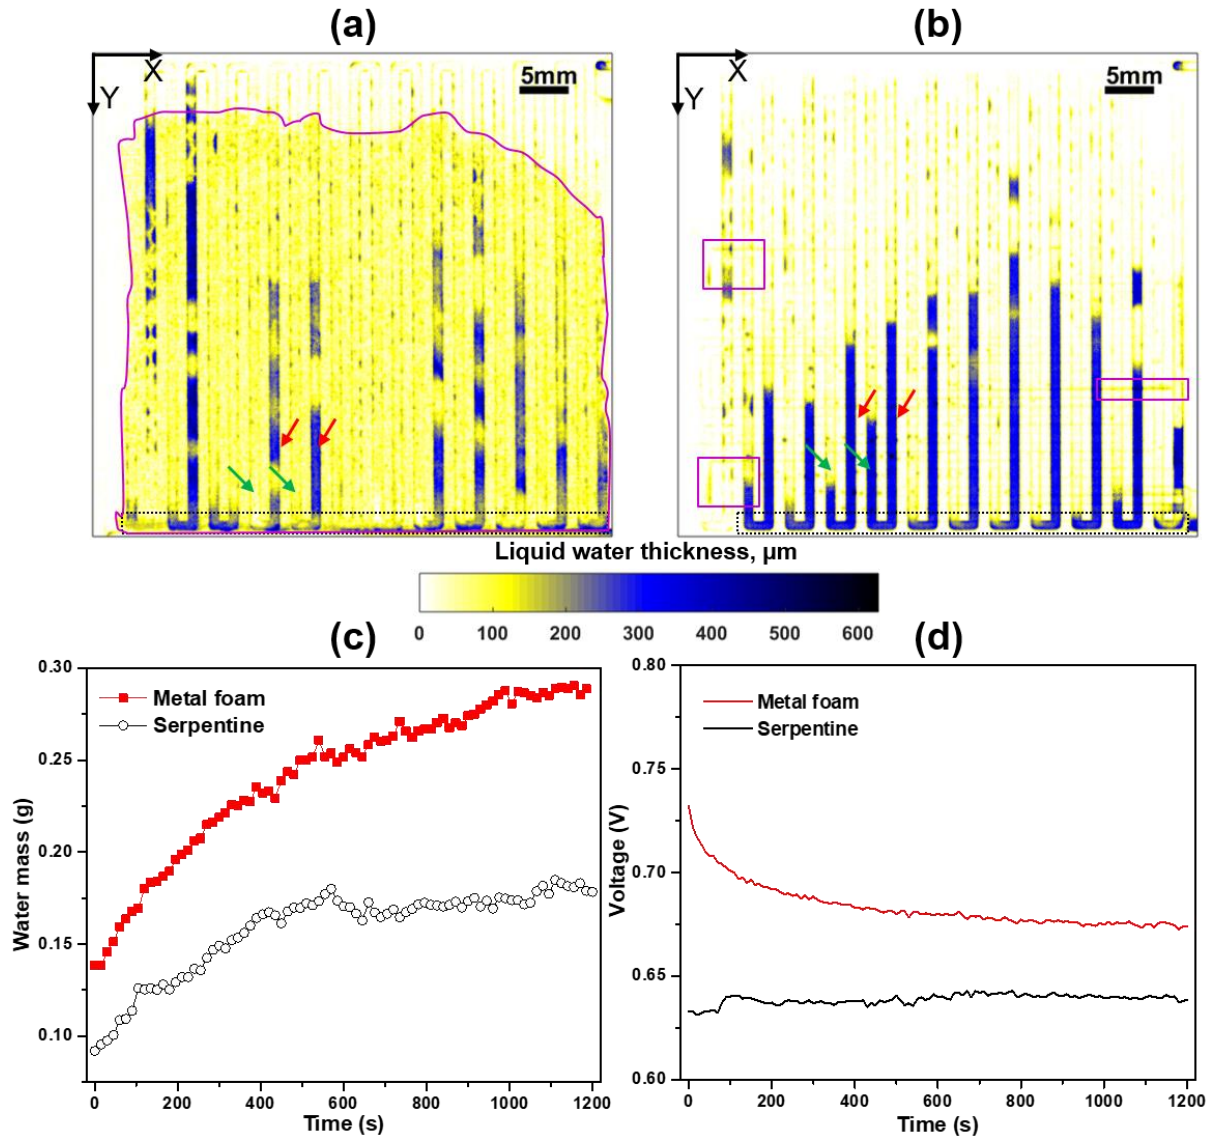 (a)
(b)
X
Y
5mm
X
Y
5mm
Liquid water thickness, µm
0 100 200 300 400 500 600
(c)
(d)
0.30
0.25
0.20
0.15
0.10
Water mass (g)
Metal foam
Serpentine
0 200 400 600 800 1000 1200
Time (s)
0.80
0.75
0.70
0.65
0.60
Voltage (V)
Metal foam
Serpentine
0 200 400 600 800 1000 1200
Time (s)